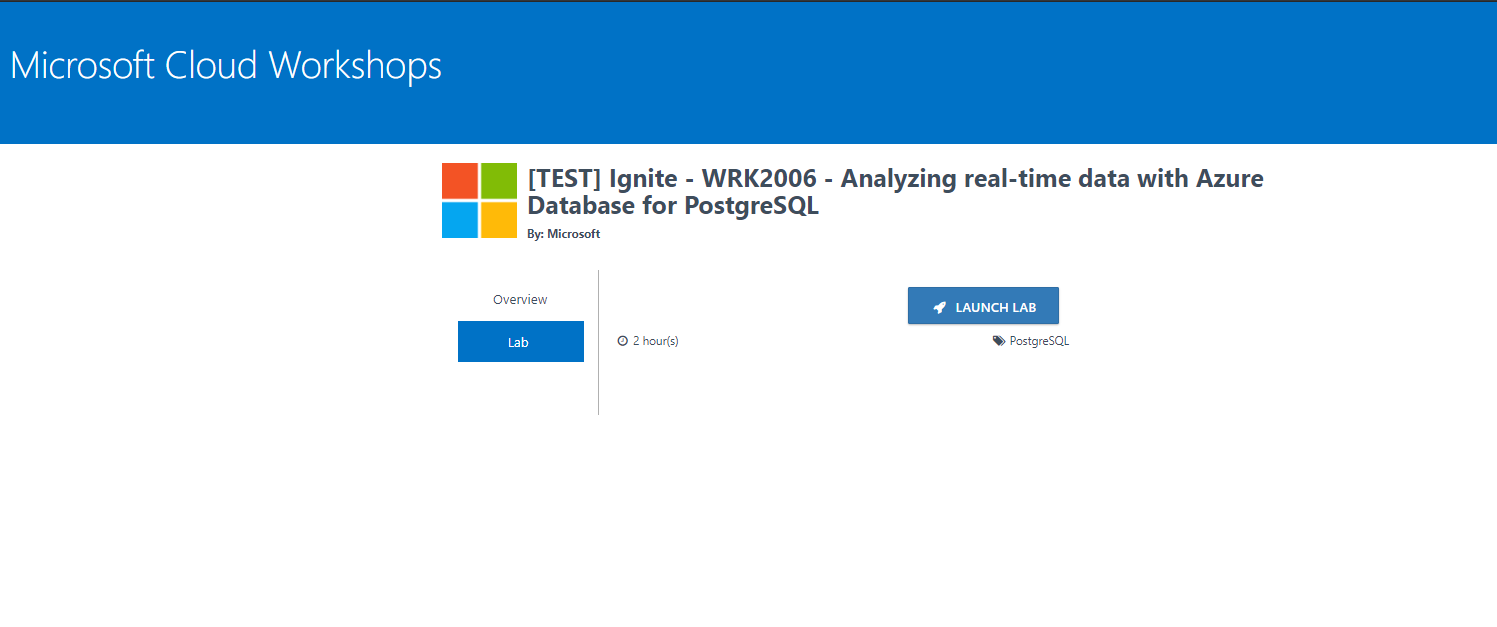 Microsoft Cloud Workshops
[TEST] Ignite - WRK2006 - Analyzing real-time data with Azure
Database for PostgreSQL
By: Microsoft
Overview
LAUNCH LAB
Lab
2 hour(s)
PostgreSQL